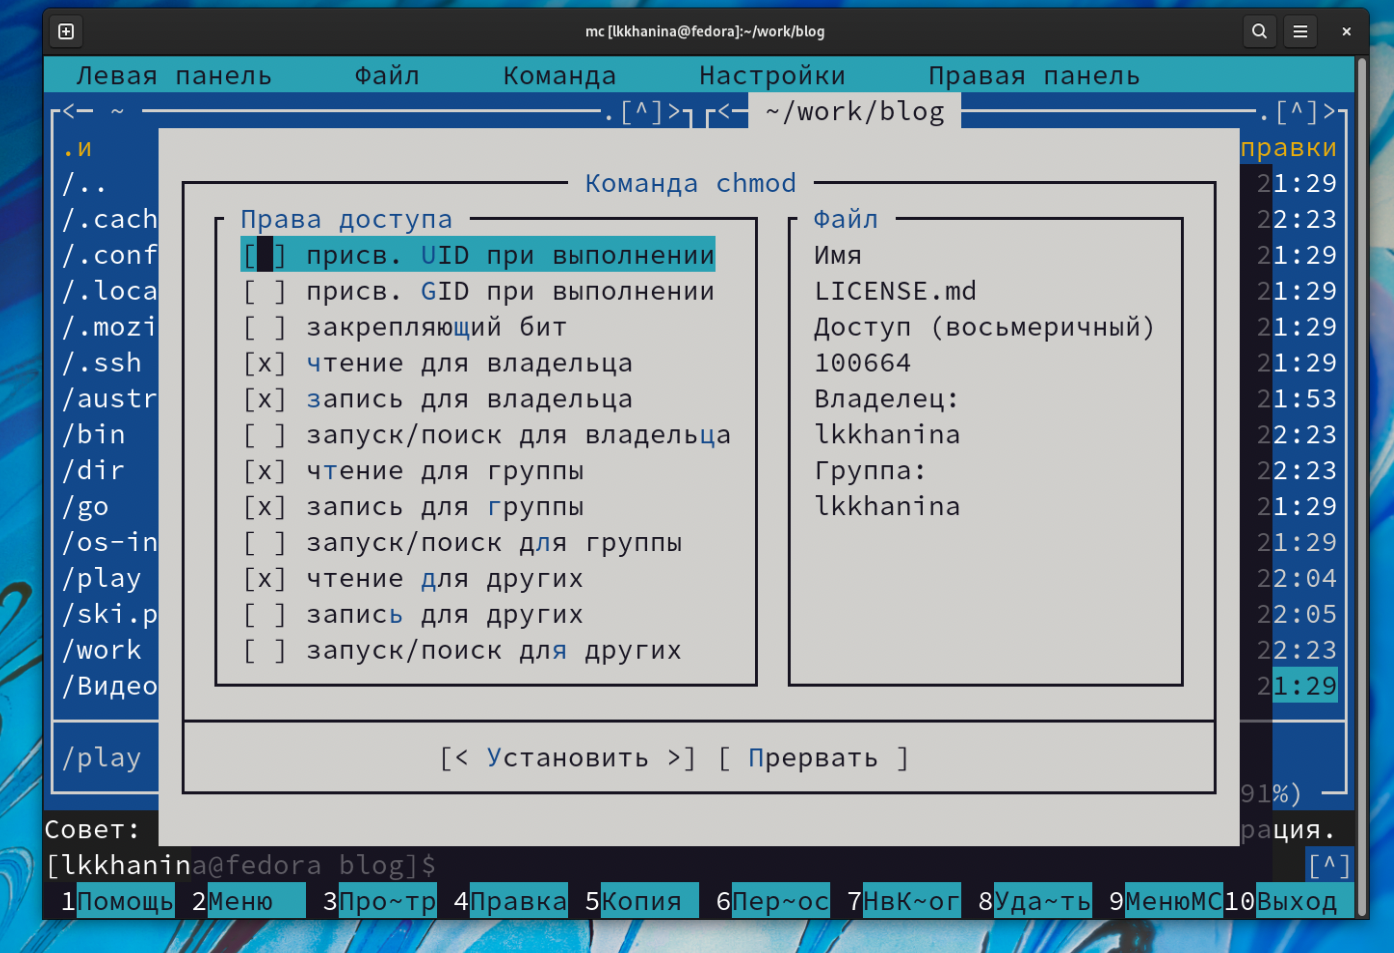 mc [lkkhanina@fedora]:~/work/blog
Левая панель Файл Команда Настройки Правая панель
<─ ~ .[^]> <─ ~/work/blog .[^]>
.и правки
/.. 21:29
Команда chmod
/.cach Права доступа Файл 22:23
/.conf [ ] присв. UID при выполнении Имя 21:29
/.loca [ ] присв. GID при выполнении LICENSE.md 21:29
/.mozi [ ] закрепляющий бит Доступ (восьмеричный) 21:29
/.ssh [x] чтение для владельца 100664 21:29
/austr [x] запись для владельца Владелец: 21:53
/bin [ ] запуск/поиск для владельца lkkhanina 22:23
/dir [x] чтение для группы Группа: 22:23
/go [x] запись для группы lkkhanina 21:29
/os-in [ ] запуск/поиск для группы 21:29
/play [x] чтение для других 22:04
/ski.p [ ] запись для других 22:05
/work [ ] запуск/поиск для других 22:23
/Видео 21:29
/play [< Установить >] [ Прервать ]
91%)
Совет: рация.
[lkkhanina@fedora blog]$ [^]
1Помощь 2Меню 3Про~тр 4Правка 5Копия 6Пер~ос 7НвК~ог 8Уда~ть 9МенюМС 10Выход